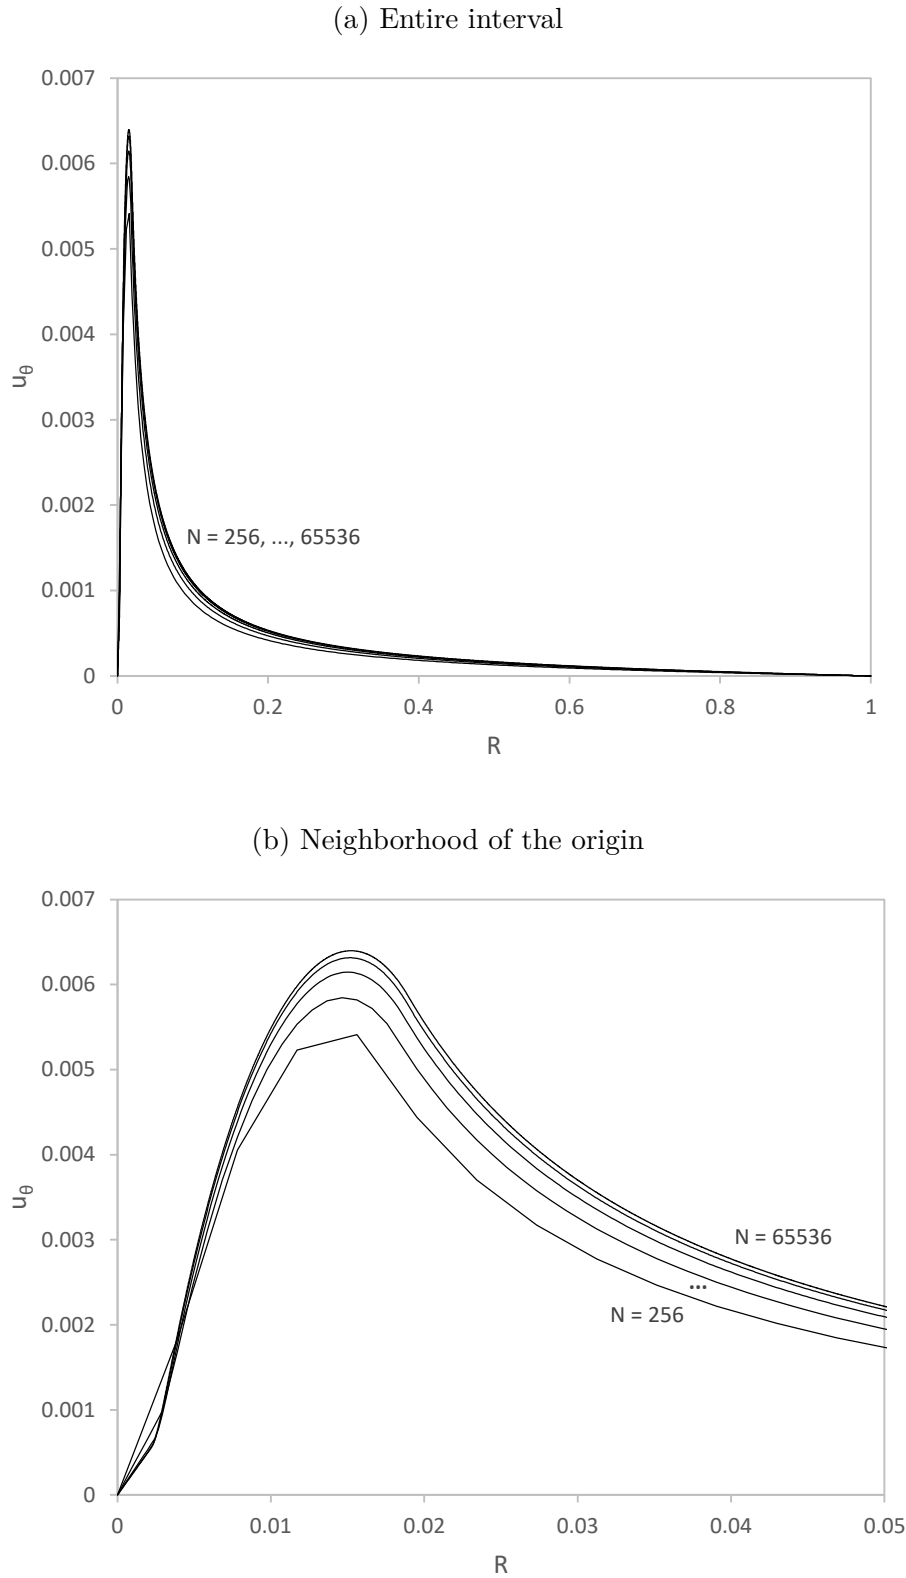 (a) Entire interval
0.007
0.006
0.005
0.004
0.003
0.002
0.001
0
uθ
N = 256, ..., 65536
0 0.2 0.4 0.6 0.8 1
R
(b) Neighborhood of the origin
0.007
0.006
0.005
0.004
0.003
0.002
0.001
0
uθ
N = 65536
...
N = 256
0 0.01 0.02 0.03 0.04 0.05
R